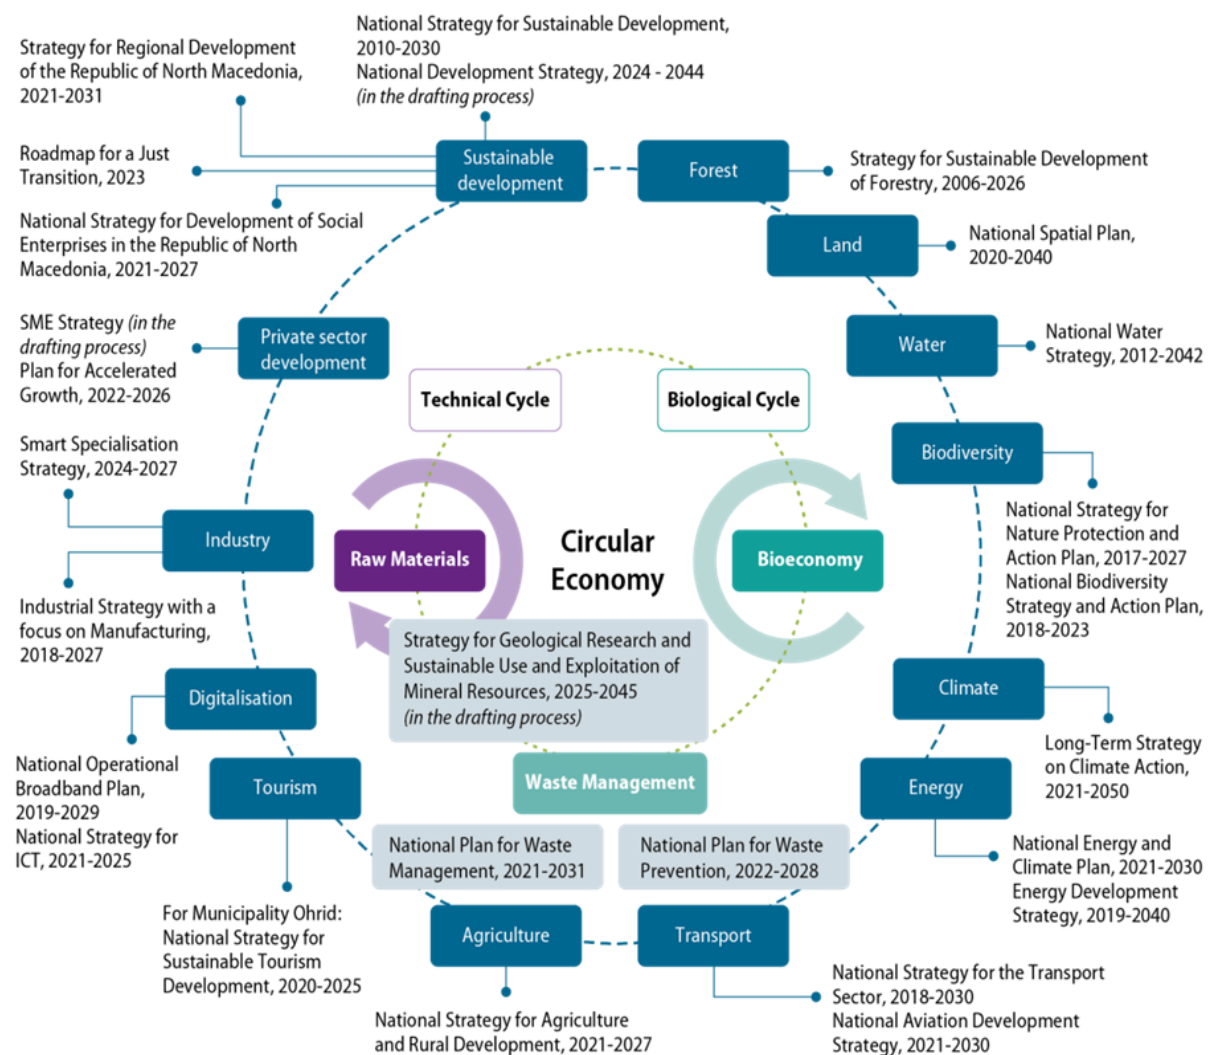 National Strategy for Sustainable Development,
2010-2030
National Development Strategy, 2024 - 2044
(in the drafting process)
Strategy for Regional Development
of the Republic of North Macedonia,
2021-2031
Roadmap for a Just
Transition, 2023
National Strategy for Development of Social
Enterprises in the Republic of North
Macedonia, 2021-2027
Sustainable
development
Forest
Strategy for Sustainable Development
of Forestry, 2006-2026
Land
National Spatial Plan,
2020-2040
SME Strategy (in the
drafting process)
Plan for Accelerated
Growth, 2022-2026
Private sector
development
Water
National Water
Strategy, 2012-2042
Technical Cycle
Biological Cycle
Smart Specialisation
Strategy, 2024-2027
Industry
Industrial Strategy with a
focus on Manufacturing,
2018-2027
Biodiversity
National Strategy for
Nature Protection and
Action Plan, 2017-2027
National Biodiversity
Strategy and Action Plan,
2018-2023
Raw Materials
Circular
Economy
Bioeconomy
Strategy for Geological Research and
Sustainable Use and Exploitation of
Mineral Resources, 2025-2045
(in the drafting process)
Digitalisation
National Operational
Broadband Plan,
2019-2029
National Strategy for
ICT, 2021-2025
Climate
Long-Term Strategy
on Climate Action,
2021-2050
Tourism
For Municipality Ohrid:
National Strategy for
Sustainable Tourism
Development, 2020-2025
Waste Management
National Plan for Waste
Management, 2021-2031
National Plan for Waste
Prevention, 2022-2028
Energy
National Energy and
Climate Plan, 2021-2030
Energy Development
Strategy, 2019-2040
Agriculture
National Strategy for Agriculture
and Rural Development, 2021-2027
Transport
National Strategy for the Transport
Sector, 2018-2030
National Aviation Development
Strategy, 2021-2030